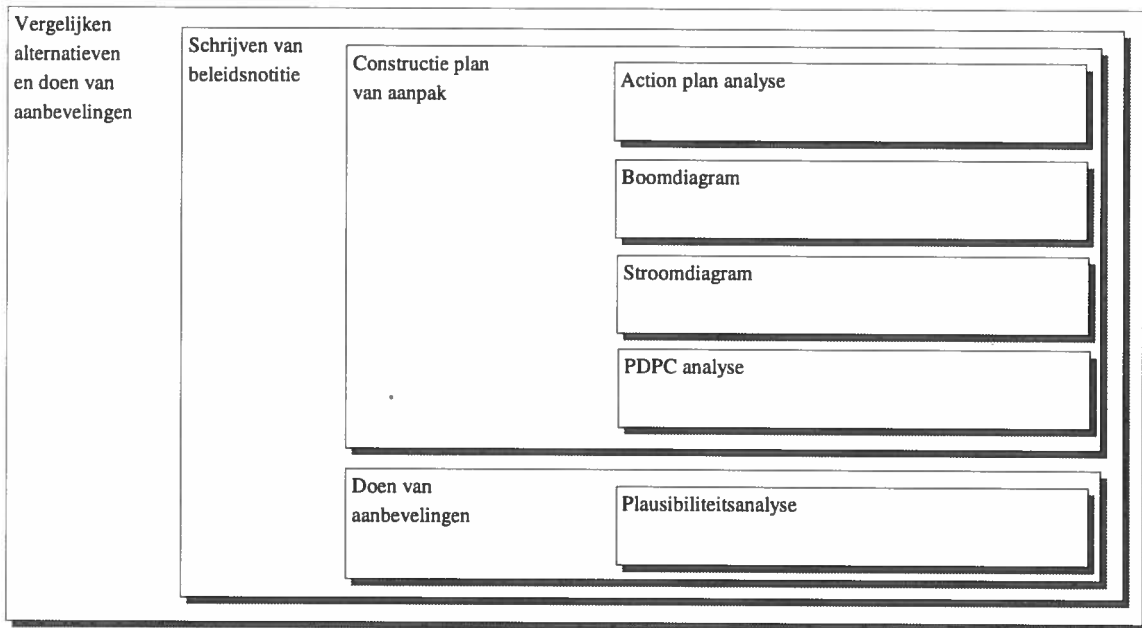 Vergelijken
alternatieven
en doen van
aanbevelingen
Schrijven van
beleidsnotitie
Constructie plan
van aanpak
Action plan analyse
Boomdiagram
Stroomdiagram
PDPC analyse
Doen van
aanbevelingen
Plausibiliteitsanalyse